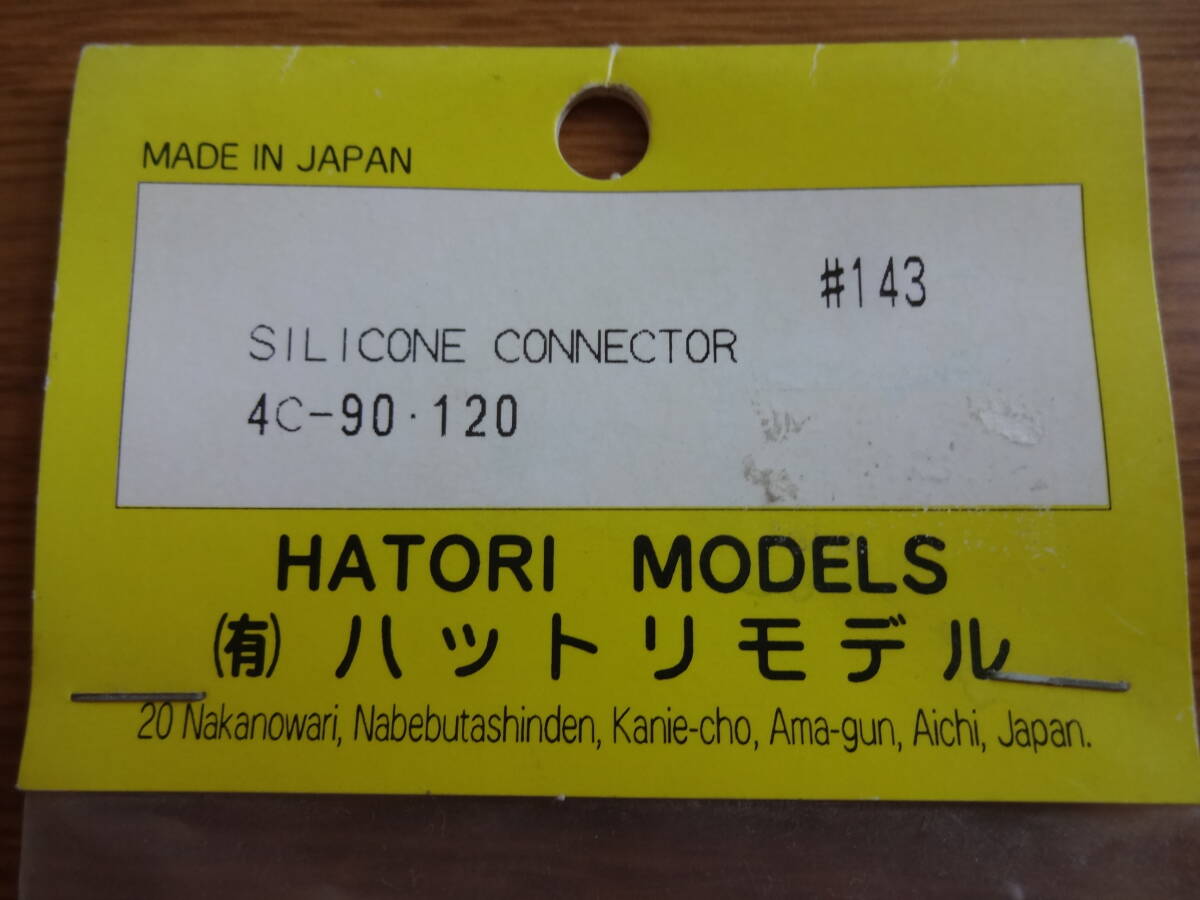 MADE IN JAPAN
#143
SILICONE CONNECTOR
4C-90・120
HATORI MODELS
㈲ ハットリモデル
20 Nakanowari, Nabebutashinden, Kanie-cho, Ama-gun, Aichi, Japan.